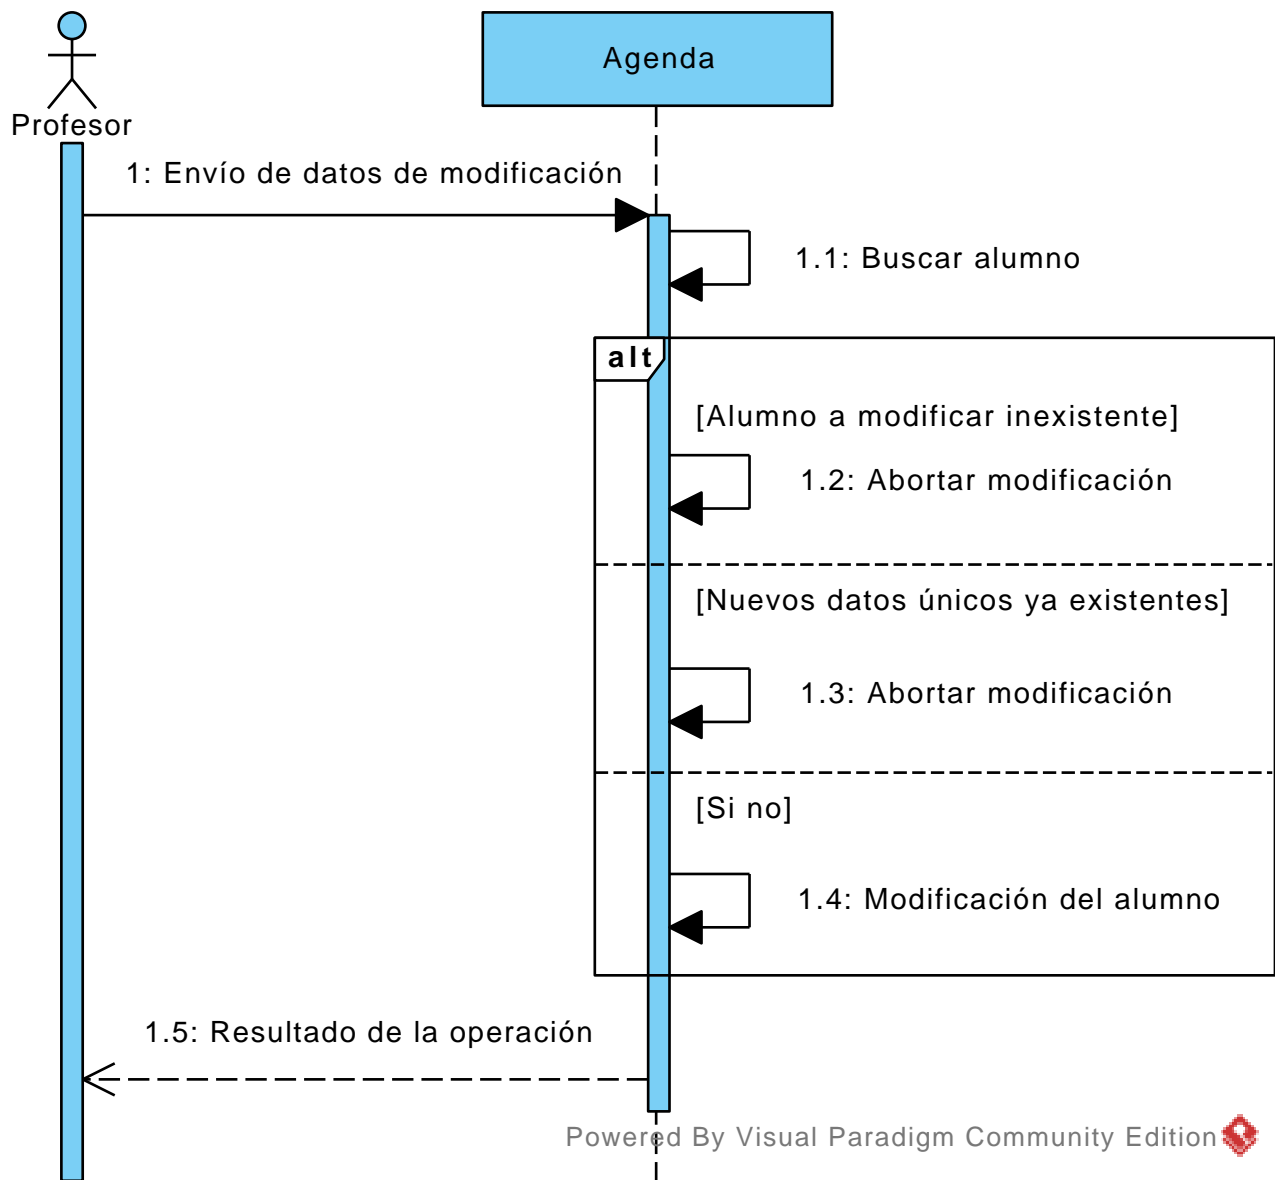 Agenda
Profesor
1: Envío de datos de modificación
1.1: Buscar alumno
alt
[Alumno a modificar inexistente]
1.2: Abortar modificación
[Nuevos datos únicos ya existentes]
1.3: Abortar modificación
[Si no]
1.4: Modificación del alumno
1.5: Resultado de la operación
Powered By Visual Paradigm Community Edition